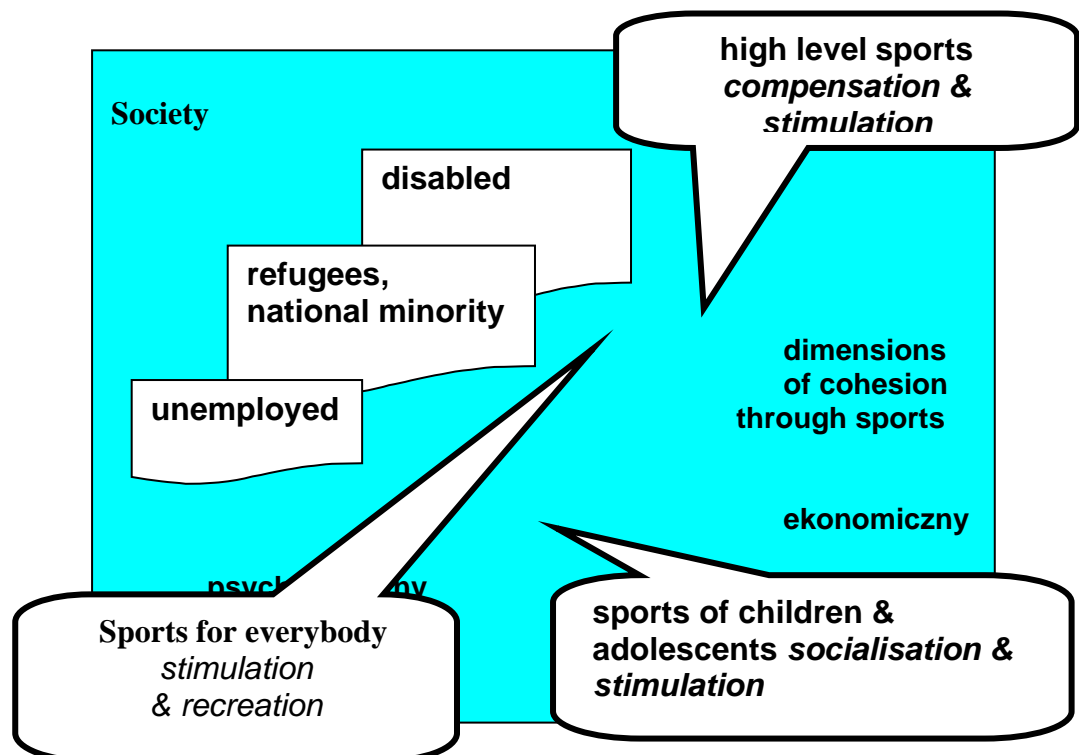 high level sports
compensation &
stimulation
Society
disabled
refugees,
national minority
unemployed
dimensions
of cohesion
through sports
ekonomiczny
Sports for everybody
stimulation
& recreation
sports of children &
adolescents socialisation &
stimulation